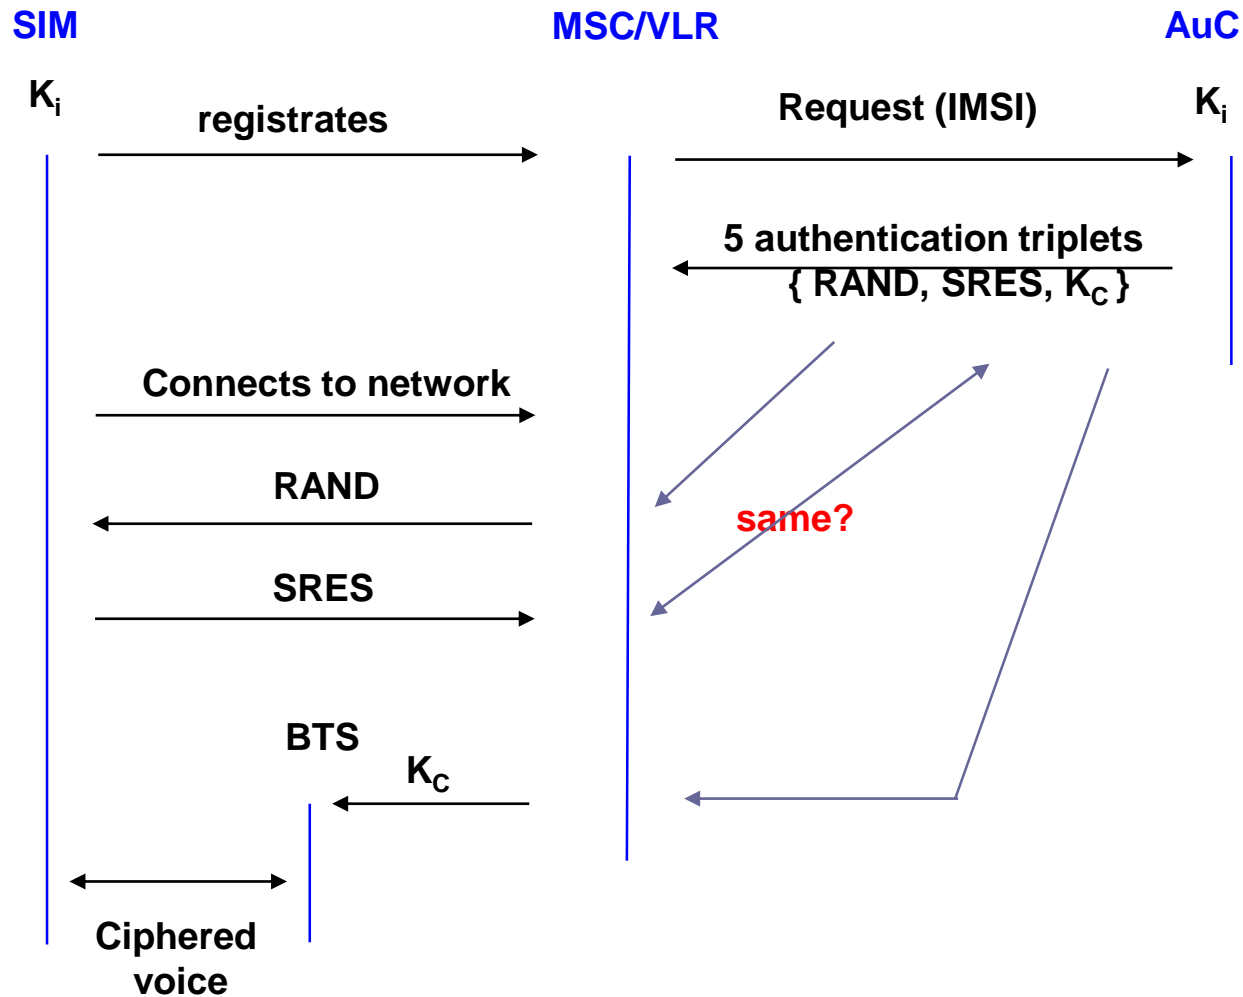 SIM MSC/VLR AuC
Ki registrates Request (IMSI) Ki
5 authentication triplets
{ RAND, SRES, KC }
Connects to network
RAND
same?
SRES
BTS
KC
Ciphered
voice